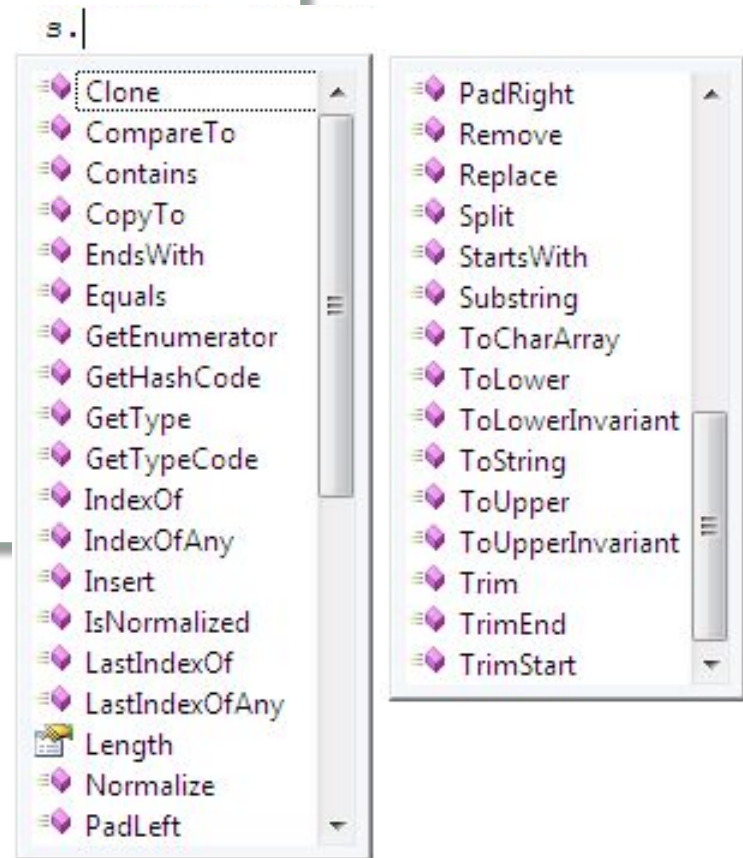 s.
Clone
CompareTo
Contains
CopyTo
EndsWith
Equals
GetEnumerator
GetHashCode
GetType
GetTypeCode
IndexOf
IndexOfAny
Insert
IsNormalized
LastIndexOf
LastIndexOfAny
Length
Normalize
PadLeft
PadRight
Remove
Replace
Split
StartsWith
Substring
ToCharArray
ToLower
ToLowerInvariant
ToString
ToUpper
ToUpperInvariant
Trim
TrimEnd
TrimStart